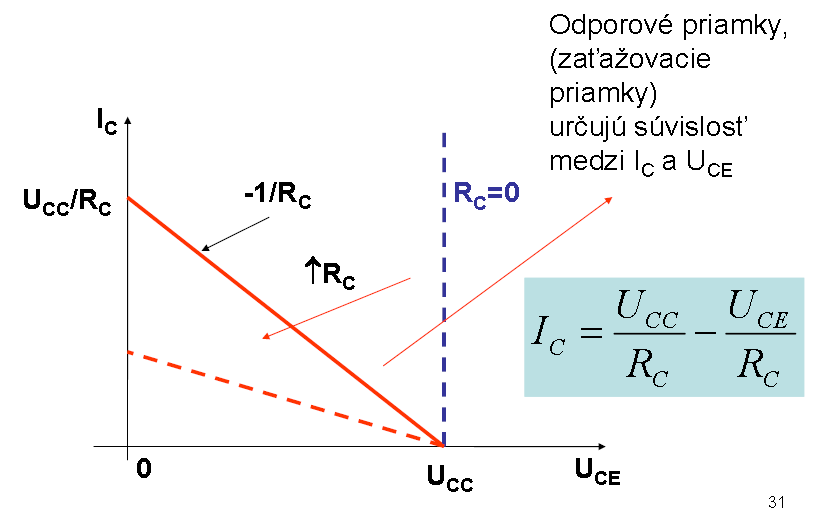 Odporové priamky,
(zaťažovacie
priamky)
určujú súvislosť
medzi I_C a U_CE
I_C
U_CC/R_C
-1/R_C
R_C=0
↑R_C
I_C = U_CC/R_C − U_CE/R_C
0
U_CC
U_CE
31